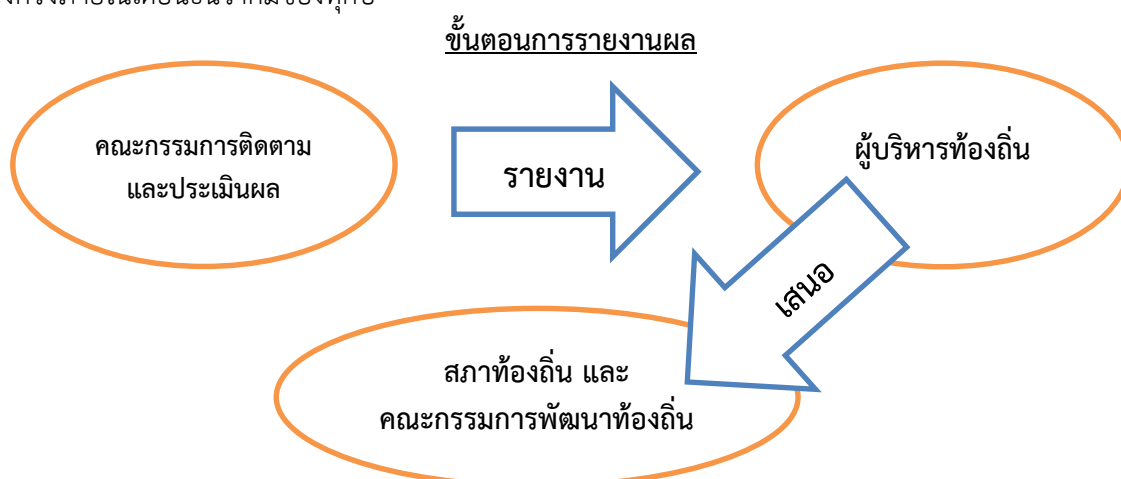 ขั้นตอนการรายงานผล
คณะกรรมการติดตาม
และประเมินผล
รายงาน
ผู้บริหารท้องถิ่น
เสนอ
สภาท้องถิ่น และ
คณะกรรมการพัฒนาท้องถิ่น